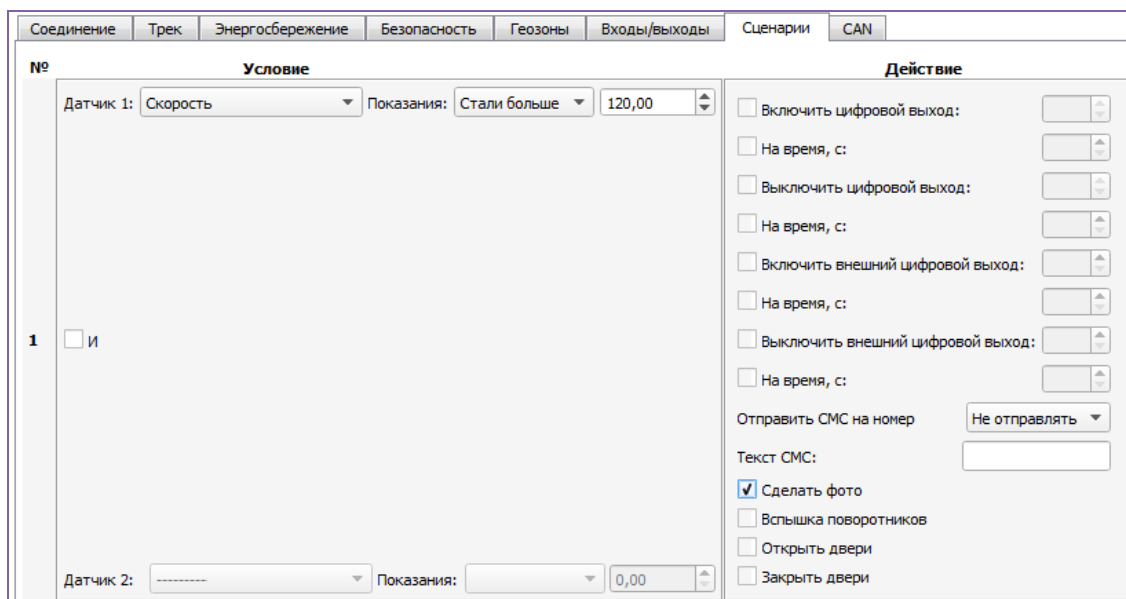 Соединение Трек Энергосбережение Безопасность Геозоны Входы/выходы Сценарии CAN
№ Условие Действие
Датчик 1: Скорость Показания: Стали больше 120,00
Включить цифровой выход:
На время, с:
Выключить цифровой выход:
На время, с:
Включить внешний цифровой выход:
На время, с:
1 И
Выключить внешний цифровой выход:
На время, с:
Отправить СМС на номер Не отправлять
Текст СМС:
Сделать фото
Вспышка поворотников
Открыть двери
Датчик 2: --------- Показания: 0,00
Закрыть двери